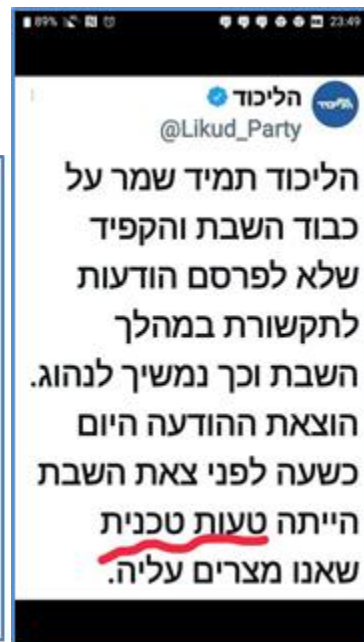 89% 23:49
הליכוד
הליכוד
@Likud_Party
הליכוד תמיד שמר על
כבוד השבת והקפיד
שלא לפרסם הודעות
לתקשורת במהלך
השבת וכך נמשיך לנהוג.
הוצאת ההודעה היום
כשעה לפני צאת השבת
הייתה טעות טכנית
שאנו מצרים עליה.